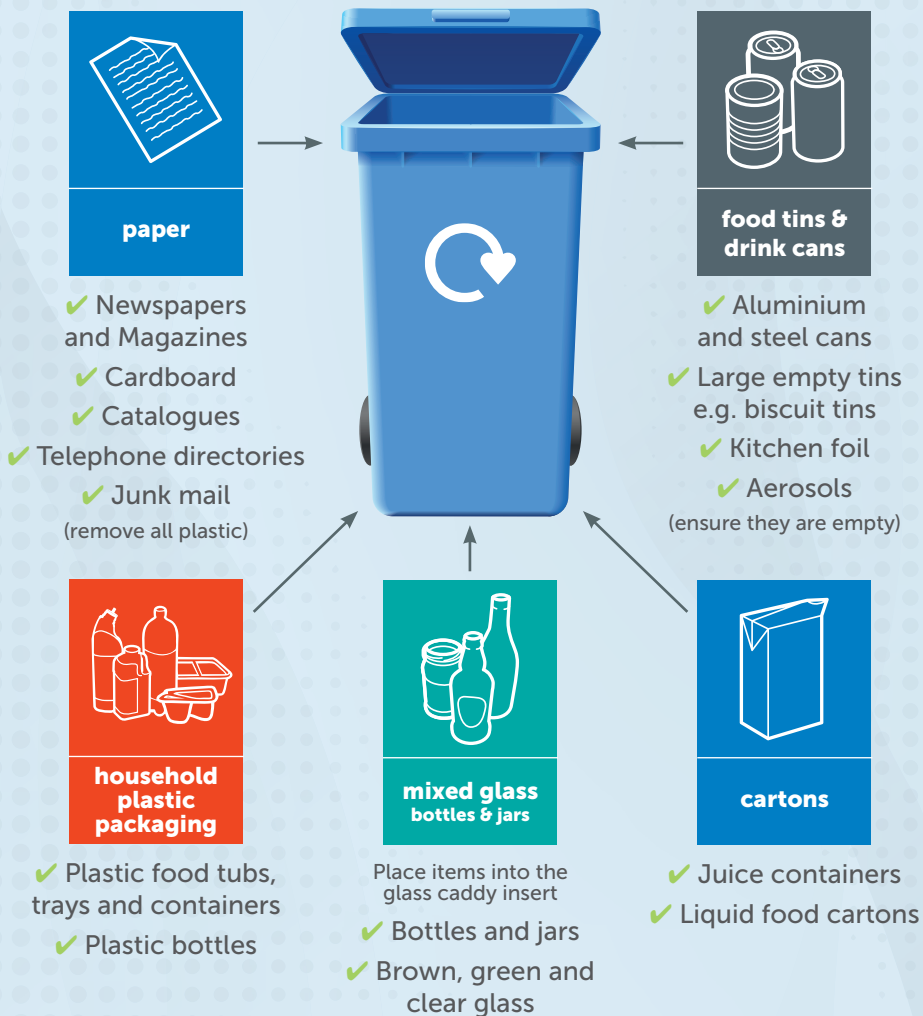 paper
✔ Newspapers
and Magazines
✔ Cardboard
✔ Catalogues
✔ Telephone directories
✔ Junk mail
(remove all plastic)
food tins &
drink cans
✔ Aluminium
and steel cans
✔ Large empty tins
e.g. biscuit tins
✔ Kitchen foil
✔ Aerosols
(ensure they are empty)
household
plastic
packaging
✔ Plastic food tubs,
trays and containers
✔ Plastic bottles
mixed glass
bottles & jars
Place items into the
glass caddy insert
✔ Bottles and jars
✔ Brown, green and
clear glass
cartons
✔ Juice containers
✔ Liquid food cartons